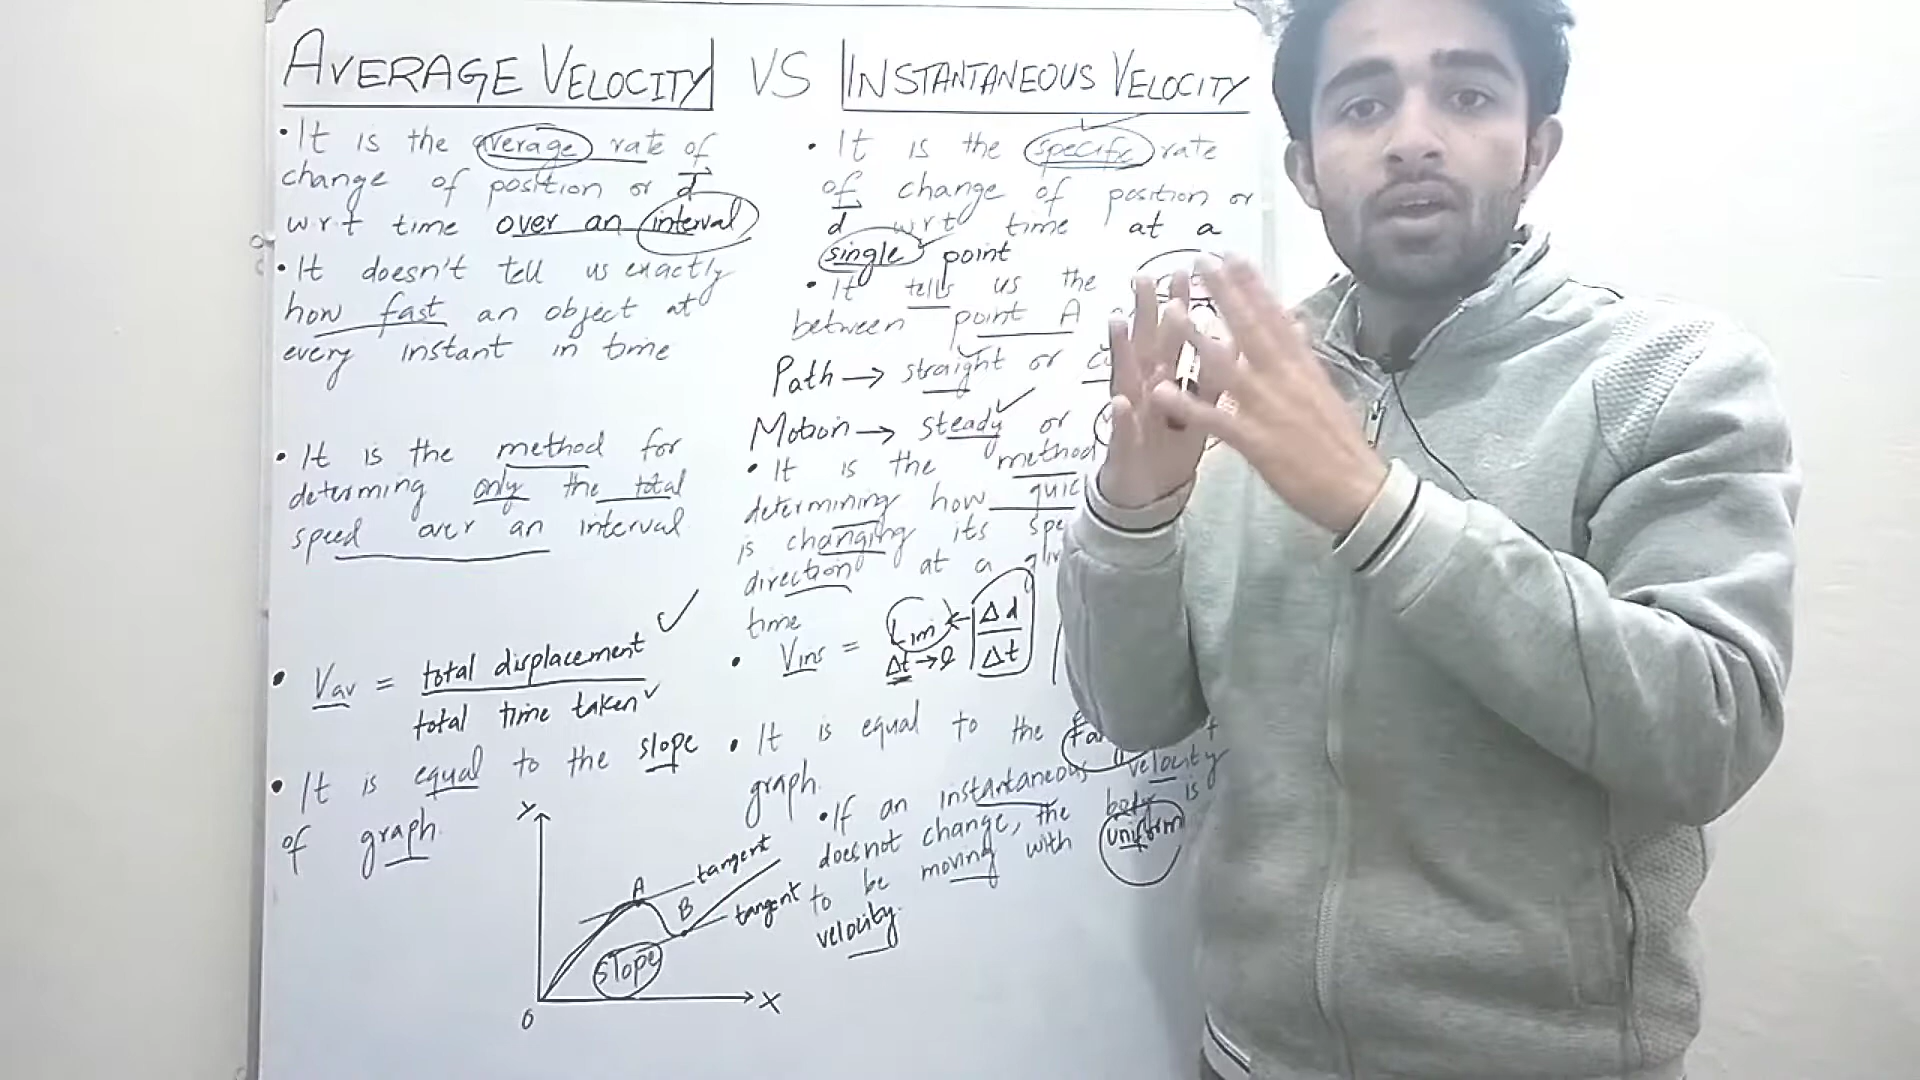 AVERAGE VELOCITY VS INSTANTANEOUS VELOCITY
• It is the average rate of
change of position or d
w.r.t time over an interval
• It doesn't tell us exactly
how fast an object at
every instant in time
• It is the method for
determing only the total
speed over an interval
• Vav = total displacement ✓
total time taken ✓
• It is equal to the slope
of graph.
• It is the specific rate
of change of position or
d w.r.t time at a
single point
• It tells us the
between point A
Path → straight or
Motion → steady ✓ or
• It is the method
determining how
is changing its
direction at a
time
• Vins = Lim ← Δd
Δt → 0 Δt
• It is equal to the
graph.
• If an instantaneous velocity
does not change, the body is
to be moving with uniform
velocity.
Y
A
tangent
B
tangent
slope
O
X